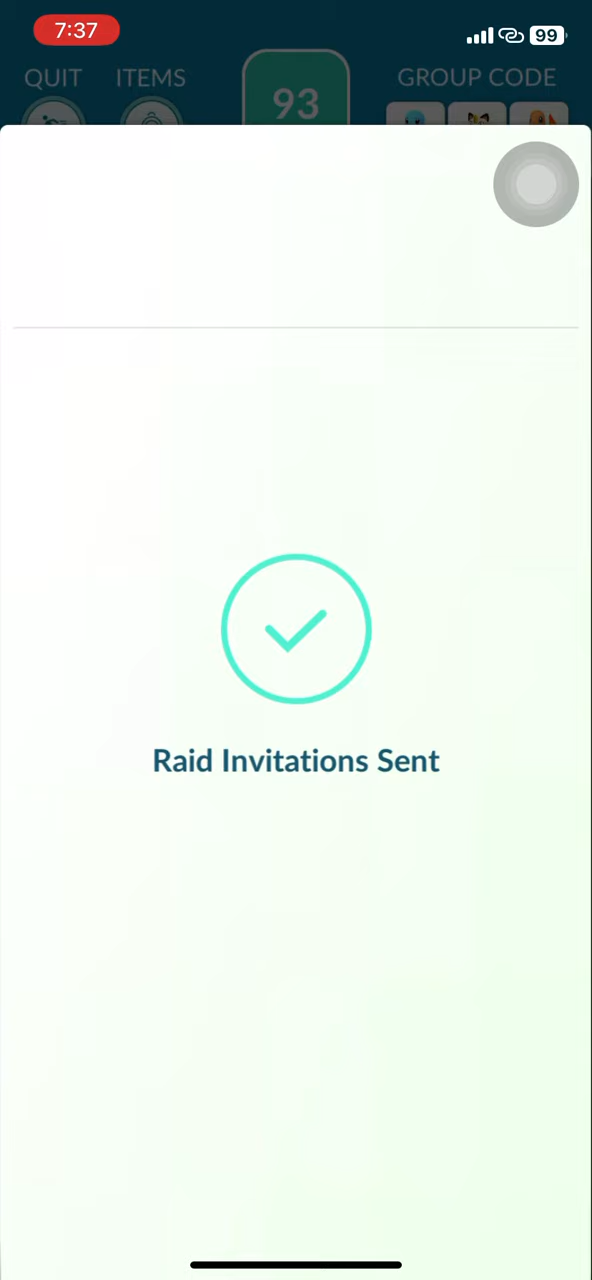 7:37
99
QUIT
ITEMS
93
GROUP CODE
Raid Invitations Sent